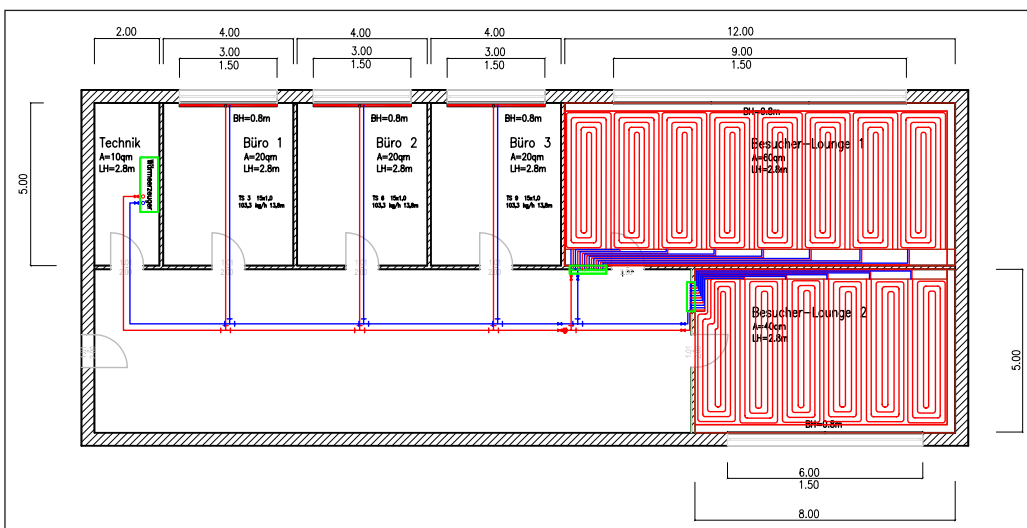 2.00
4.00
4.00
4.00
12.00
3.00
3.00
3.00
9.00
1.50
1.50
1.50
1.50
5.00
BH=0.8m
BH=0.8m
BH=0.8m
BH=0.8m
Technik
A=10qm
LH=2.8m
Wärmeerzeuger
Büro 1
A=20qm
LH=2.8m
TS 3 15x1,0
103,3 kg/h 13,8m
Büro 2
A=20qm
LH=2.8m
TS 6 15x1,0
103,3 kg/h 13,8m
Büro 3
A=20qm
LH=2.8m
TS 9 15x1,0
103,3 kg/h 13,8m
Besucher-Lounge 1
A=60qm
LH=2.8m
Besucher-Lounge 2
A=40qm
LH=2.8m
BH=0.8m
5.00
6.00
1.50
8.00